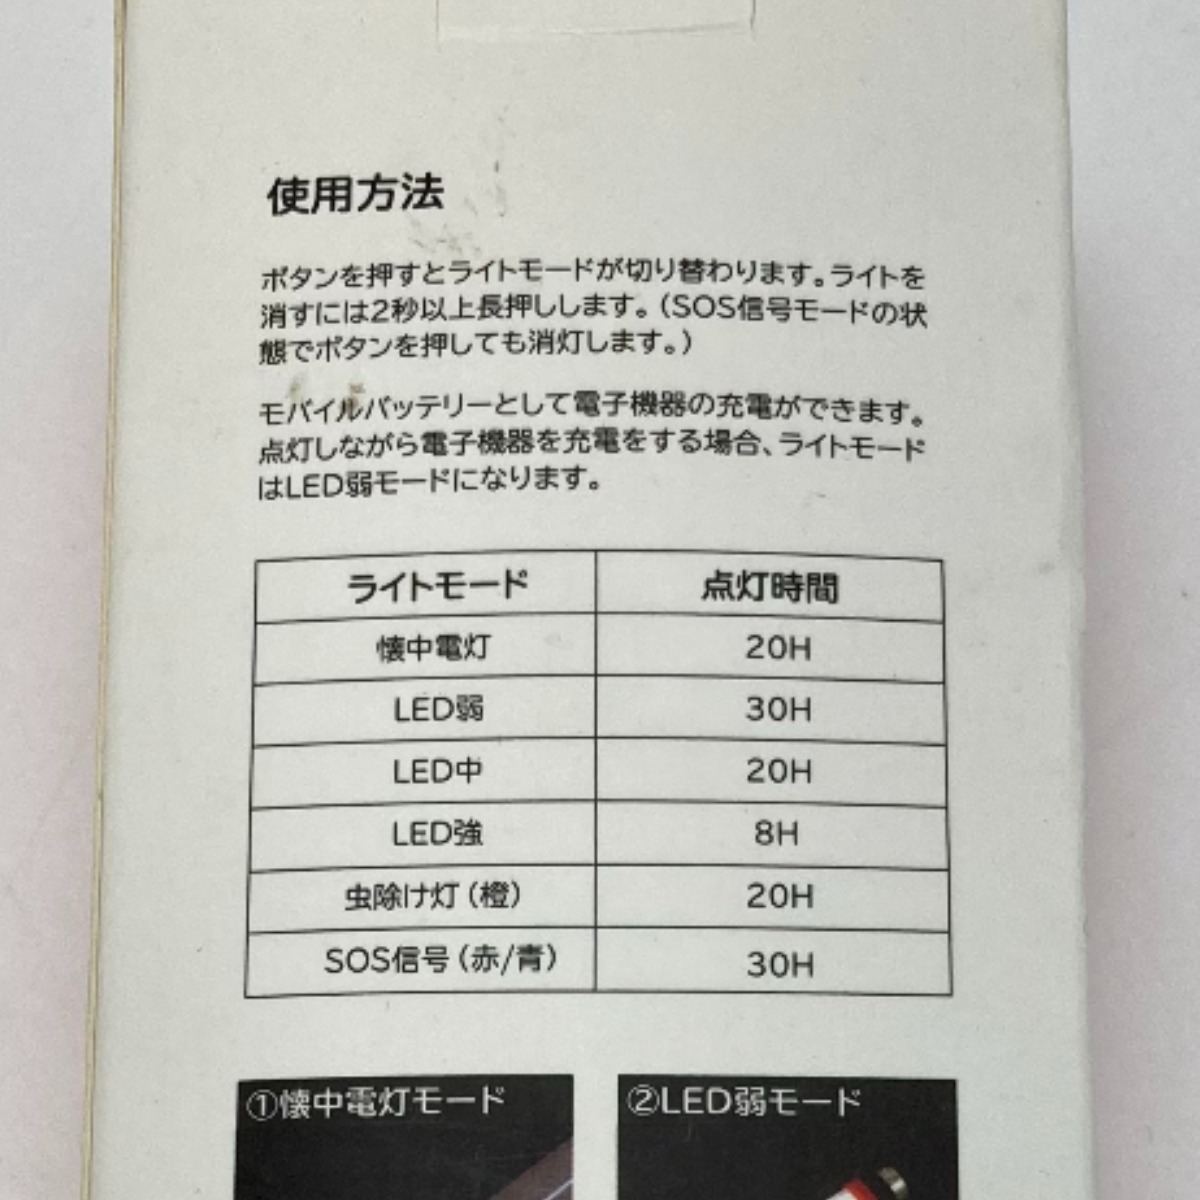 使用方法
ボタンを押すとライトモードが切り替わります。ライトを
消すには2秒以上長押しします。(SOS信号モードの状
態でボタンを押しても消灯します。)
モバイルバッテリーとして電子機器の充電ができます。
点灯しながら電子機器を充電をする場合、ライトモード
はLED弱モードになります。
ライトモード 点灯時間
懐中電灯 20H
LED弱 30H
LED中 20H
LED強 8H
虫除け灯(橙) 20H
SOS信号(赤/青) 30H
①懐中電灯モード ②LED弱モード